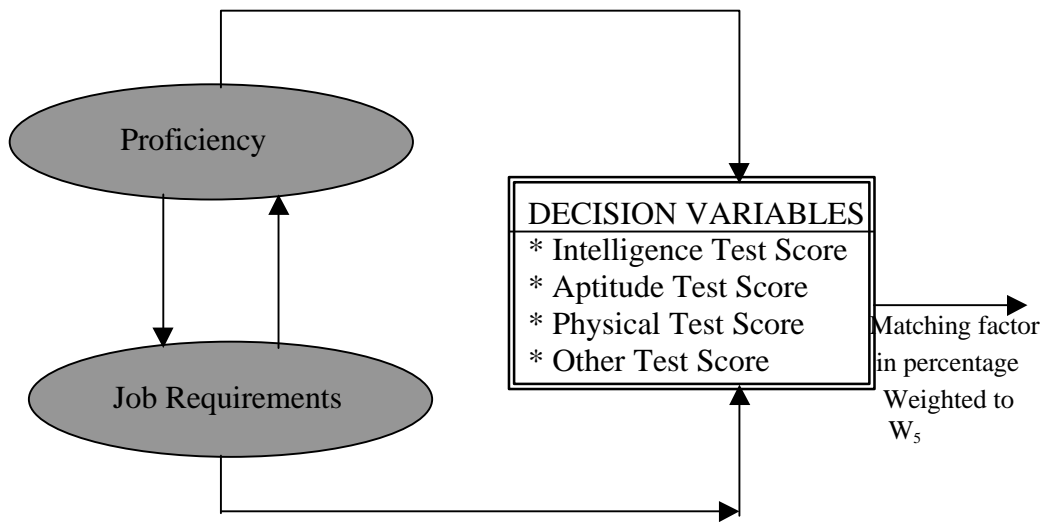 Proficiency
DECISION VARIABLES
* Intelligence Test Score
* Aptitude Test Score
* Physical Test Score
* Other Test Score
Matching factor
in percentage
Weighted to
W₅
Job Requirements